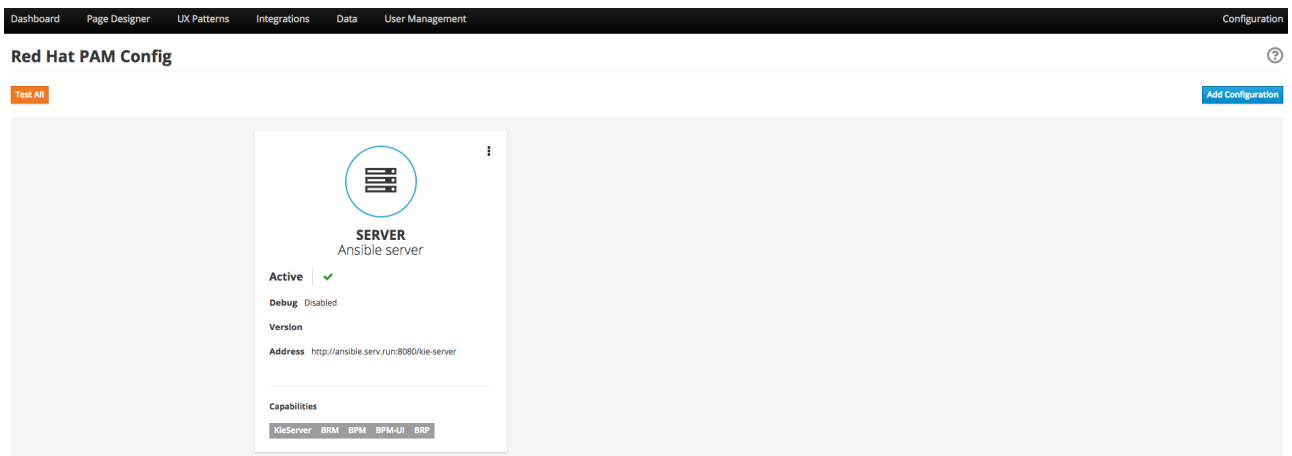 Dashboard Page Designer UX Patterns Integrations Data User Management Configuration
Red Hat PAM Config
Test All Add Configuration
SERVER
Ansible server
Active
Debug Disabled
Version
Address http://ansible.serv.run:8080/kie-server
Capabilities
KieServer BRM BPM BPM-UI BRP